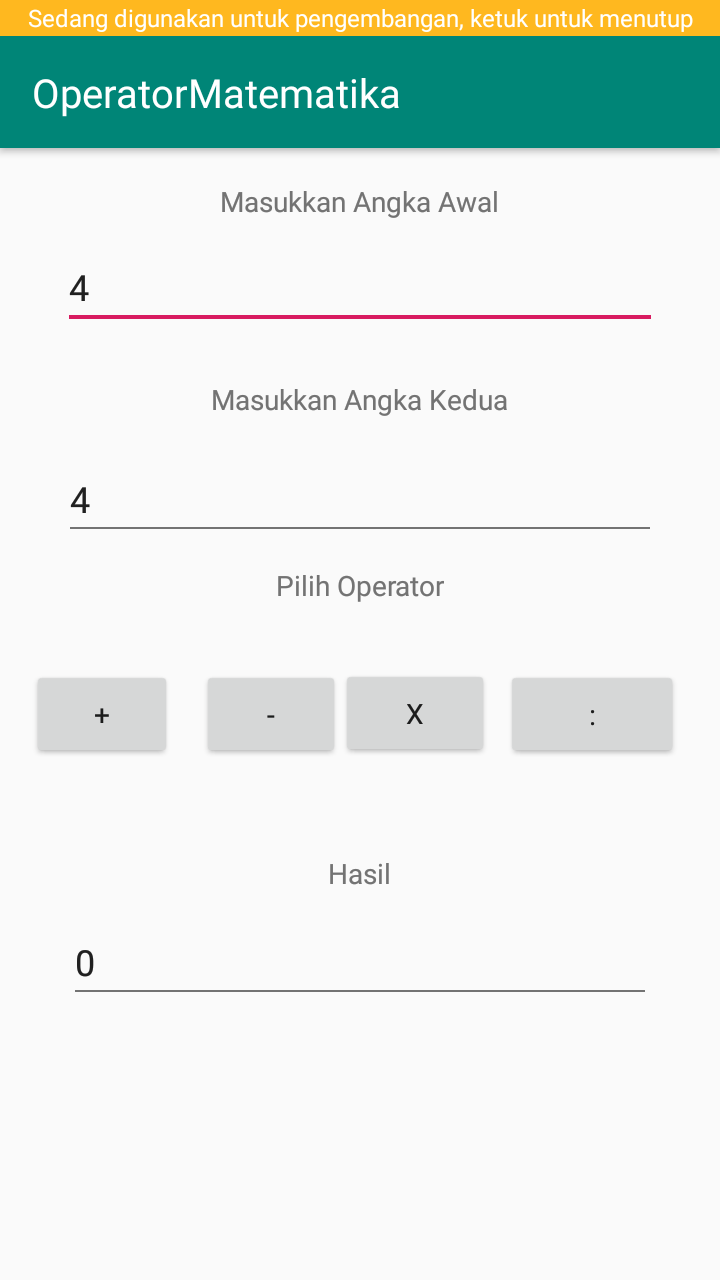 Sedang digunakan untuk pengembangan, ketuk untuk menutup
OperatorMatematika
Masukkan Angka Awal
4
Masukkan Angka Kedua
4
Pilih Operator
+ - X :
Hasil
0